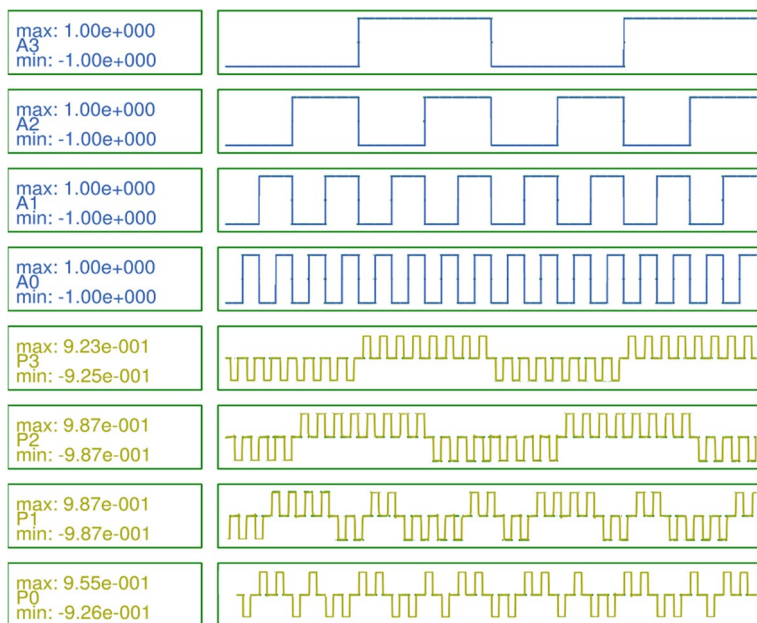 max: 1.00e+000
A3
min: -1.00e+000
max: 1.00e+000
A2
min: -1.00e+000
max: 1.00e+000
A1
min: -1.00e+000
max: 1.00e+000
A0
min: -1.00e+000
max: 9.23e-001
P3
min: -9.25e-001
max: 9.87e-001
P2
min: -9.87e-001
max: 9.87e-001
P1
min: -9.87e-001
max: 9.55e-001
P0
min: -9.26e-001